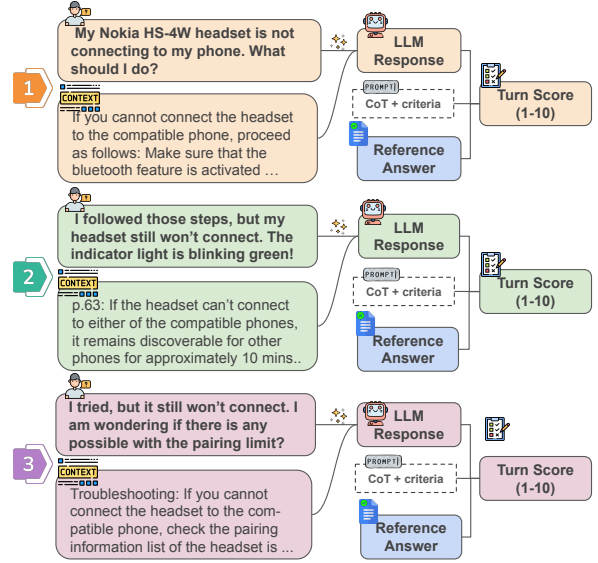 1
My Nokia HS-4W headset is not
connecting to my phone. What
should I do?
CONTEXT
If you cannot connect the headset
to the compatible phone, proceed
as follows: Make sure that the
bluetooth feature is activated ...
LLM
Response
PROMPT
CoT + criteria
Reference
Answer
Turn Score
(1-10)
2
I followed those steps, but my
headset still won't connect. The
indicator light is blinking green!
CONTEXT
p.63: If the headset can't connect
to either of the compatible phones,
it remains discoverable for other
phones for approximately 10 mins..
LLM
Response
PROMPT
CoT + criteria
Reference
Answer
Turn Score
(1-10)
3
I tried, but it still won't connect. I
am wondering if there is any
possible with the pairing limit?
CONTEXT
Troubleshooting: If you cannot
connect the headset to the com-
patible phone, check the pairing
information list of the headset is ...
LLM
Response
PROMPT
CoT + criteria
Reference
Answer
Turn Score
(1-10)